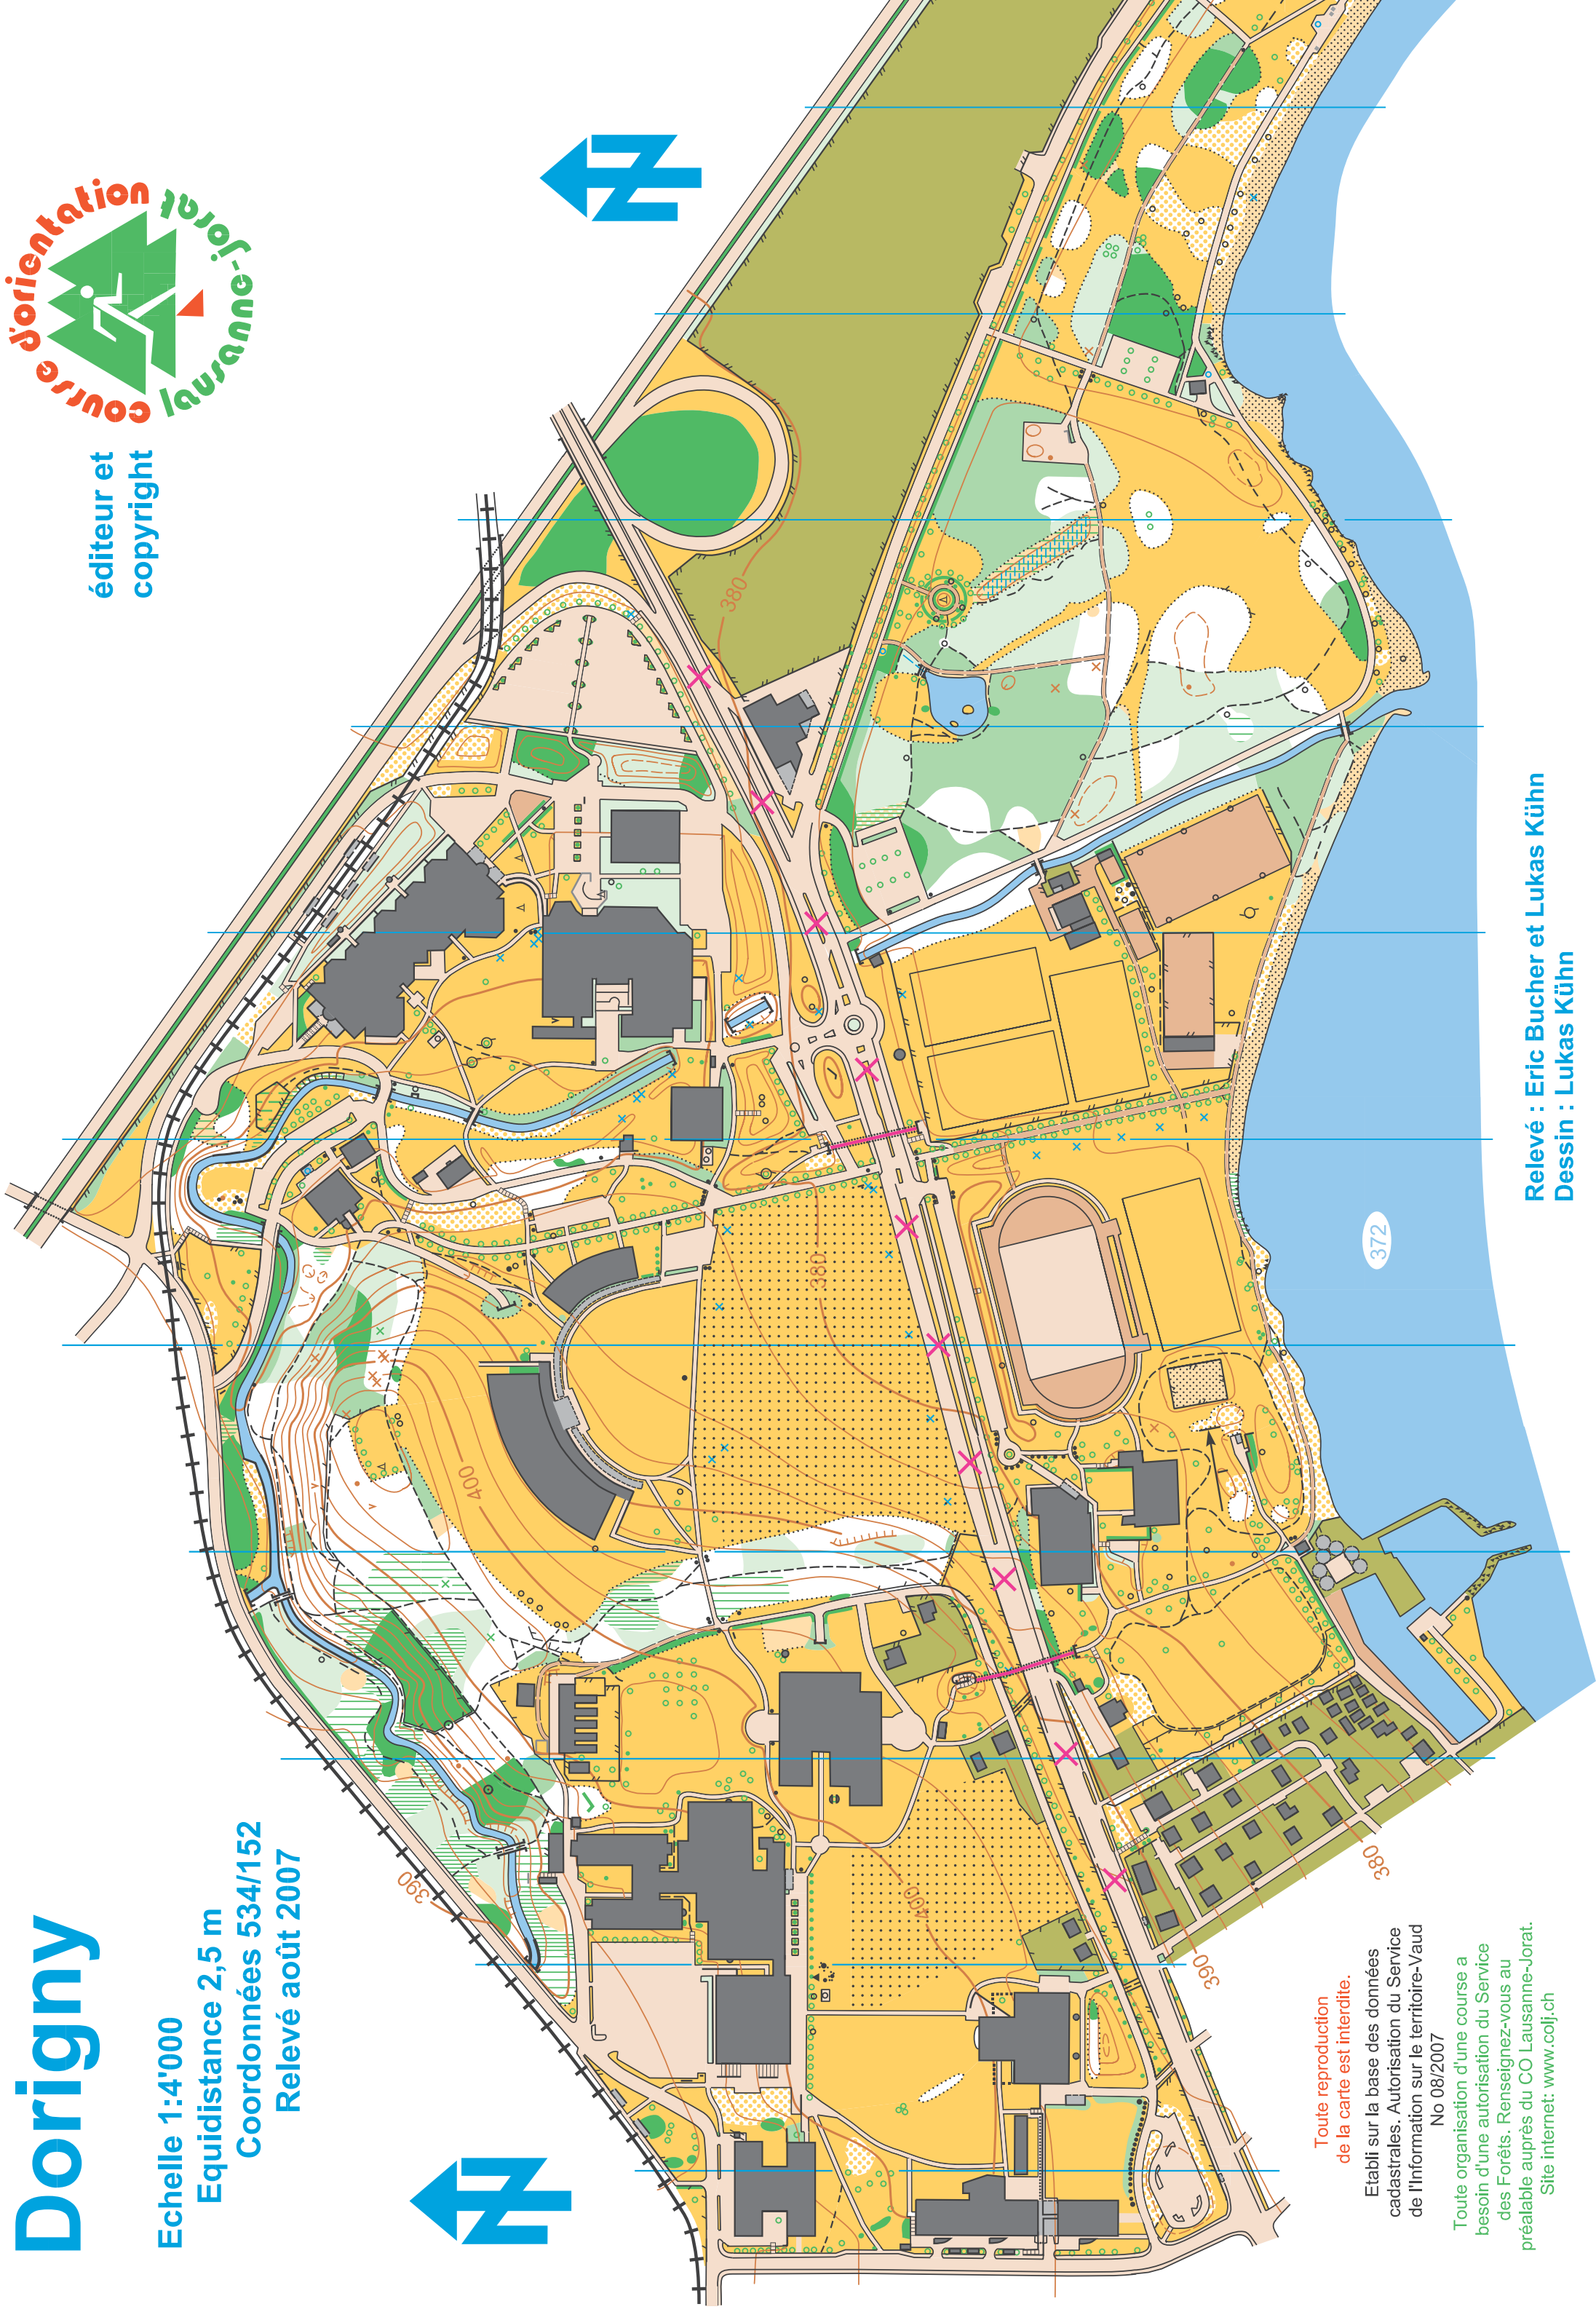 Dorigny
Echelle 1:4'000
Equidistance 2,5 m
Coordonnées 534/152
Relevé août 2007
éditeur et
copyright
course d'orientation
lausanne-jorat
N
N
380
380
400
400
390
390
380
372
Relevé : Eric Bucher et Lukas Kühn
Dessin : Lukas Kühn
Toute reproduction
de la carte est interdite.
Etabli sur la base des données
cadastrales. Autorisation du Service
de l'Information sur le territoire-Vaud
No 08/2007
Toute organisation d'une course a
besoin d'une autorisation du Service
des Forêts. Renseignez-vous au
préalable auprès du CO Lausanne-Jorat.
Site internet: www.colj.ch